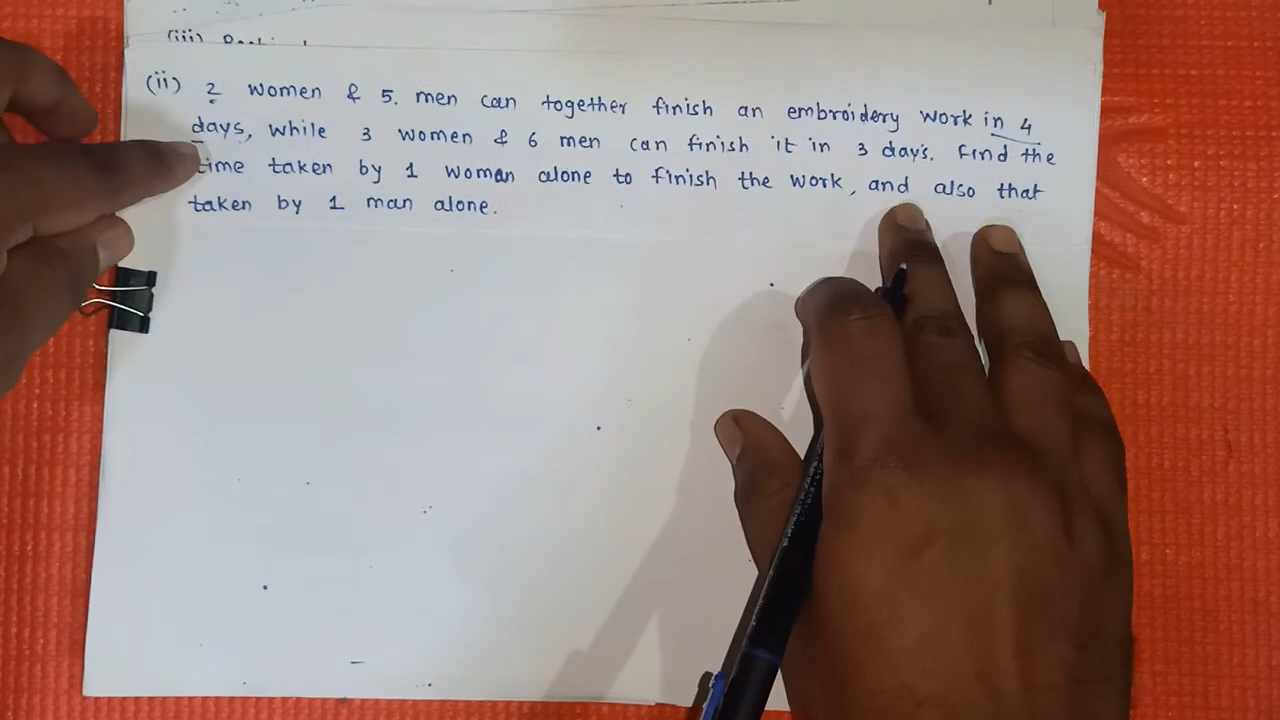 (ii) 2 women & 5. men can together finish an embroidery work in 4
days, while 3 women & 6 men can finish it in 3 days. Find the
time taken by 1 woman alone to finish the work, and also that
taken by 1 man alone.